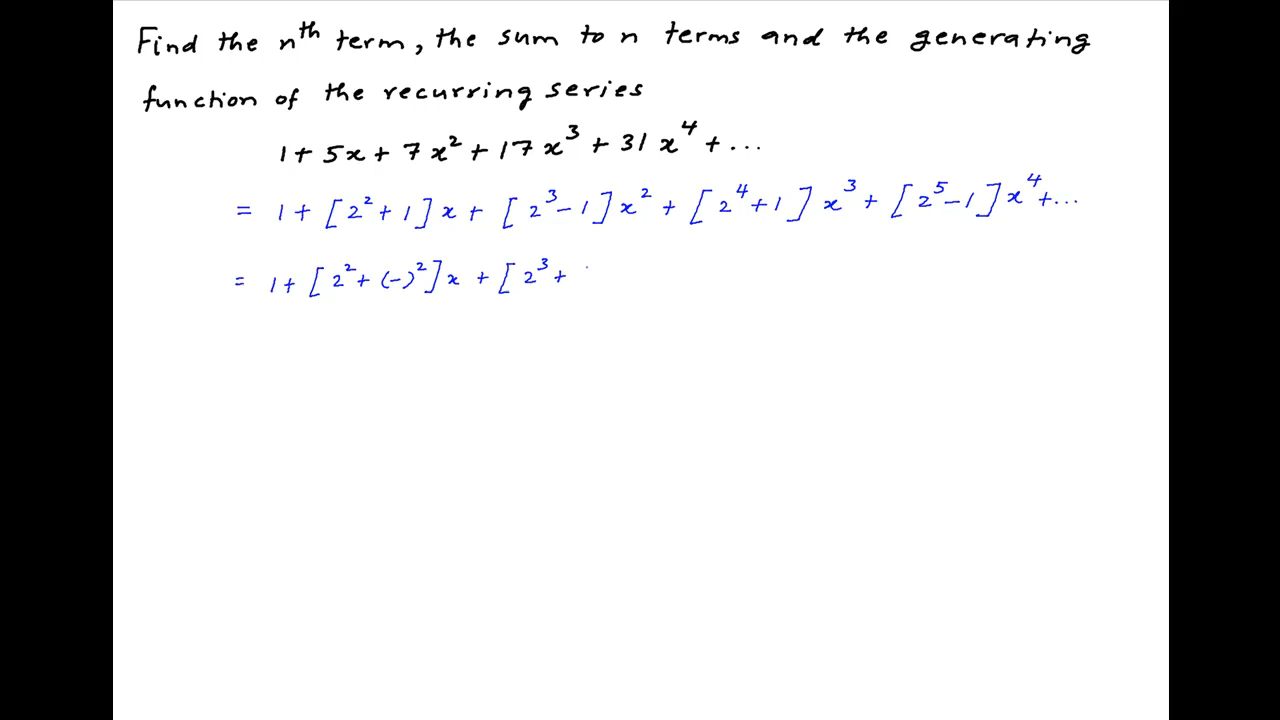 Find the nᵗʰ term, the sum to n terms and the generating
function of the recurring series
1 + 5x + 7x² + 17x³ + 31x⁴ + ...
= 1 + [2² + 1]x + [2³ - 1]x² + [2⁴ + 1]x³ + [2⁵ - 1]x⁴ + ...
= 1 + [2² + (-)²]x + [2³ +